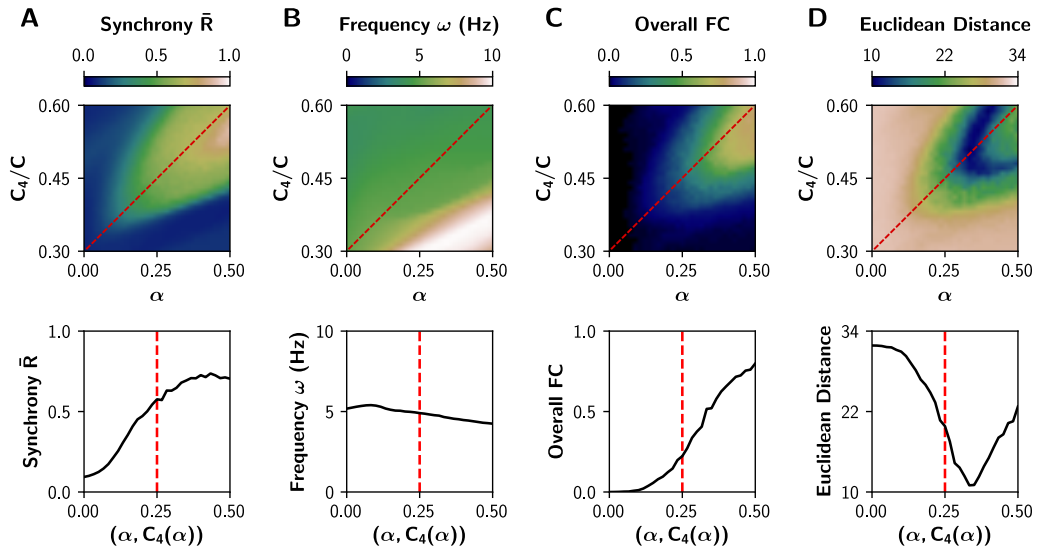 A Synchrony R̄
0.0 0.5 1.0
0.60
0.45
0.30
C₄/C
0.00 0.25 0.50
α
B Frequency ω (Hz)
0 5 10
0.60
0.45
0.30
C₄/C
0.00 0.25 0.50
α
C Overall FC
0.0 0.5 1.0
0.60
0.45
0.30
C₄/C
0.00 0.25 0.50
α
D Euclidean Distance
10 22 34
0.60
0.45
0.30
C₄/C
0.00 0.25 0.50
α
Synchrony R̄
1.0
0.5
0.0
0.00 0.25 0.50
(α, C₄(α))
Frequency ω (Hz)
10
5
0
0.00 0.25 0.50
(α, C₄(α))
Overall FC
1.0
0.5
0.0
0.00 0.25 0.50
(α, C₄(α))
Euclidean Distance
34
22
10
0.00 0.25 0.50
(α, C₄(α))